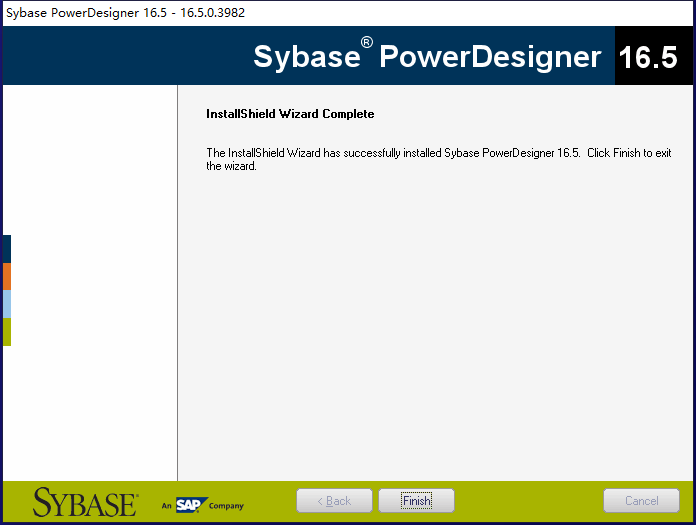 Sybase PowerDesigner 16.5 - 16.5.0.3982
Sybase® PowerDesigner 16.5
InstallShield Wizard Complete
The InstallShield Wizard has successfully installed Sybase PowerDesigner 16.5. Click Finish to exit
the wizard.
SYBASE® An SAP Company < Back Finish Cancel